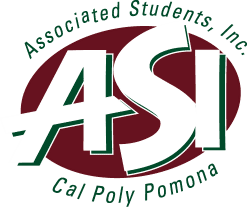 Associated Students, Inc.
ASI
Cal Poly Pomona